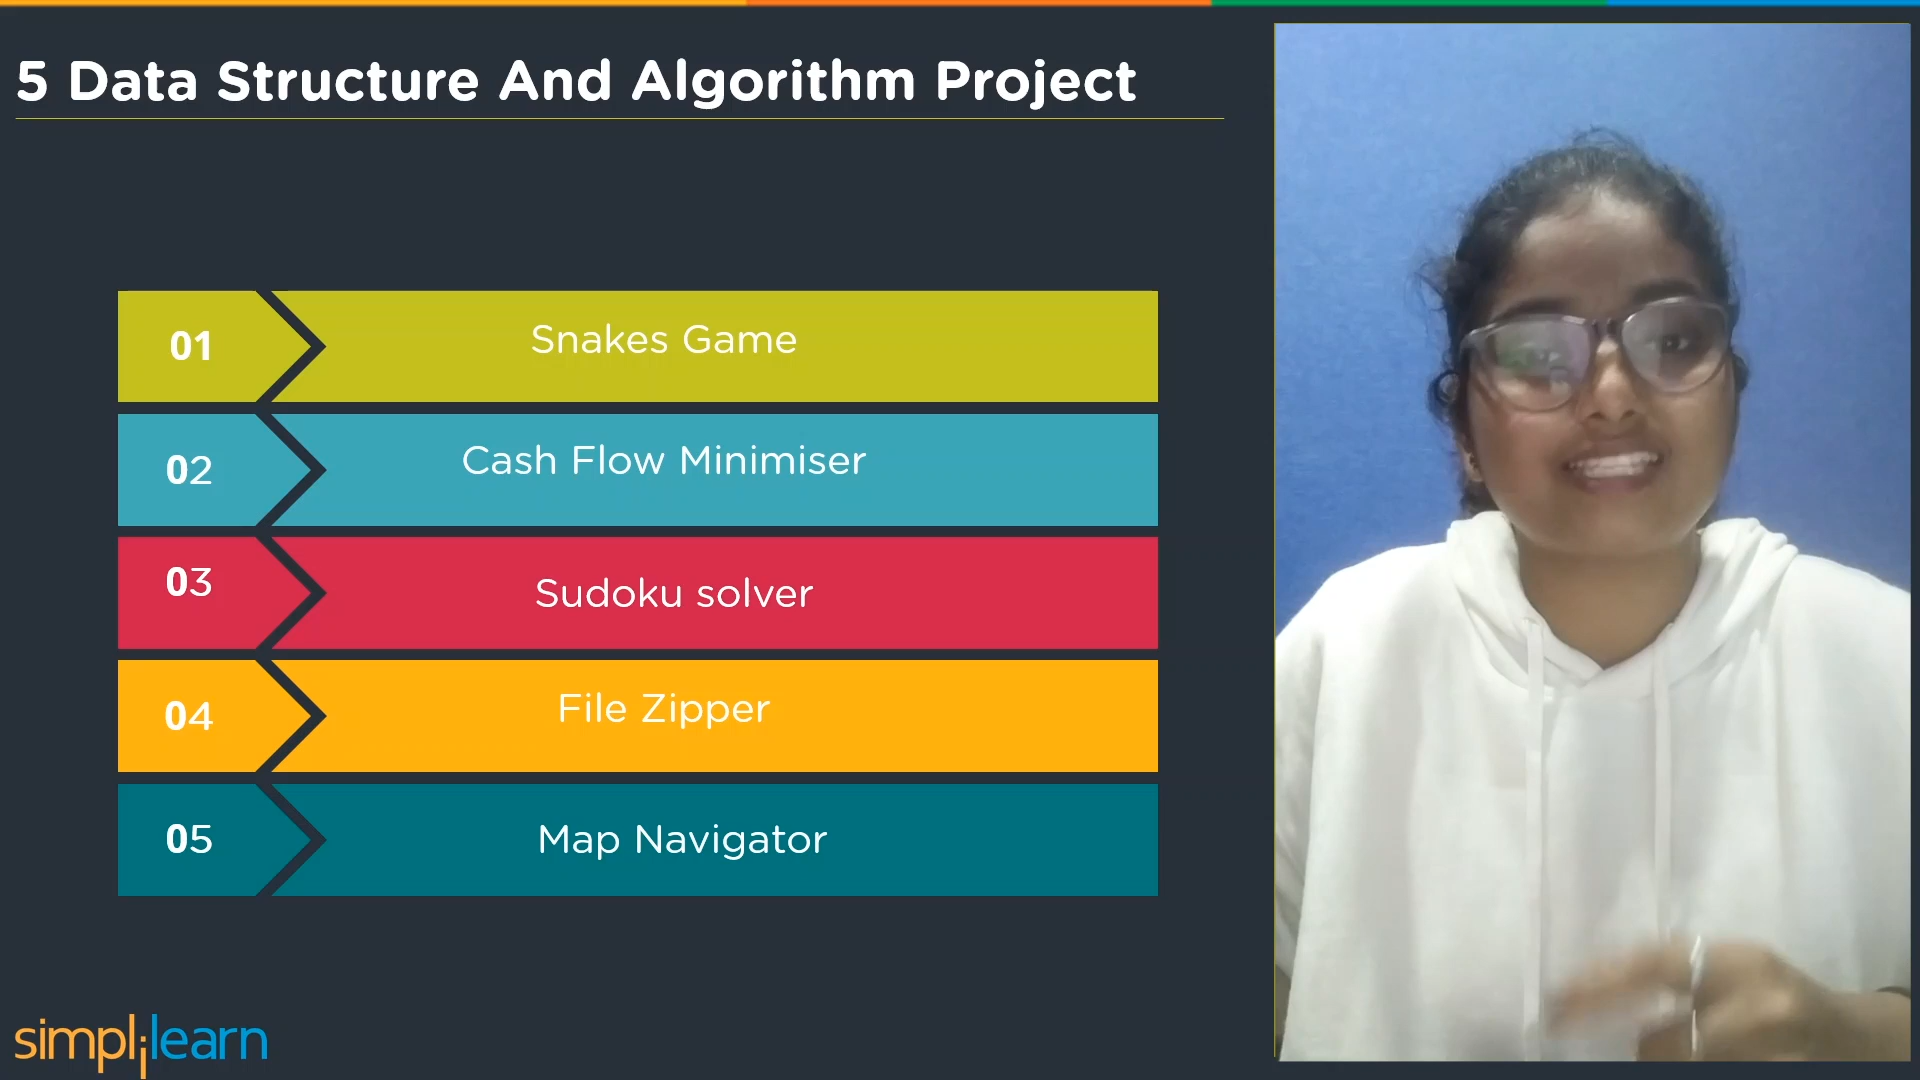 5 Data Structure And Algorithm Project
01
Snakes Game
02
Cash Flow Minimiser
03
Sudoku solver
04
File Zipper
05
Map Navigator
simplilearn